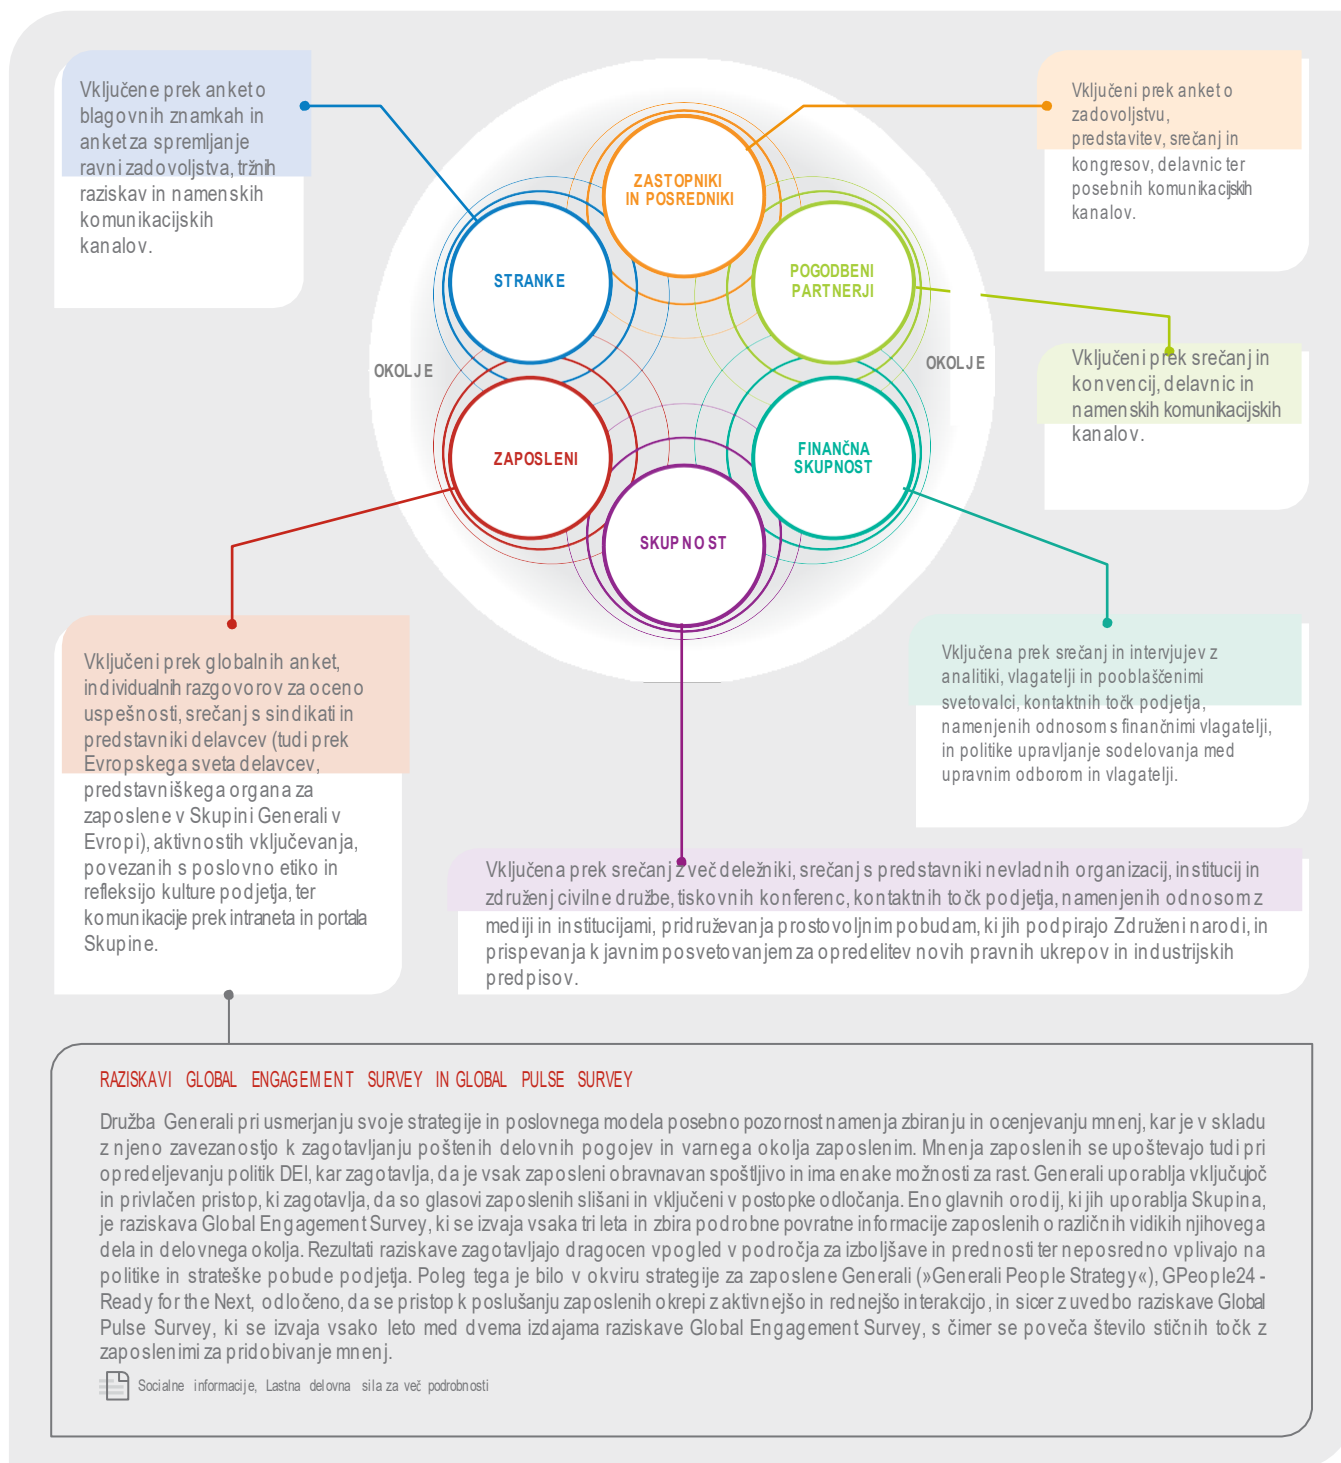 Vključene prek anket o
blagovnih znamkah in
anket za spremljanje
ravni zadovoljstva, tržnih
raziskav in namenskih
komunikacijskih
kanalov.
Vključeni prek anket o
zadovoljstvu,
predstavitev, srečanj in
kongresov, delavnic ter
posebnih komunikacijskih
kanalov.
ZASTOPNIKI
IN POSREDNIKI
STRANKE
POGODBENI
PARTNERJI
OKOLJE
OKOLJE
Vključeni prek srečanj in
konvencij, delavnic in
namenskih komunikacijskih
kanalov.
ZAPOSLENI
FINANČNA
SKUPNOST
SKUPNOST
Vključeni prek globalnih anket,
individualnih razgovorov za oceno
uspešnosti, srečanj s sindikati in
predstavniki delavcev (tudi prek
Evropskega sveta delavcev,
predstavniškega organa za
zaposlene v Skupini Generali v
Evropi), aktivnostih vključevanja,
povezanih s poslovno etiko in
refleksijo kulture podjetja, ter
komunikacije prek intraneta in portala
Skupine.
Vključena prek srečanj in intervjujev z
analitiki, vlagatelji in pooblaščenimi
svetovalci, kontaktnih točk podjetja,
namenjenih odnosom s finančnimi vlagatelji,
in politike upravljanje sodelovanja med
upravnim odborom in vlagatelji.
Vključena prek srečanj z več deležniki, srečanj s predstavniki nevladnih organizacij, institucij in
združenj civilne družbe, tiskovnih konferenc, kontaktnih točk podjetja, namenjenih odnosom z
mediji in institucijami, pridruževanja prostovoljnim pobudam, ki jih podpirajo Združeni narodi, in
prispevanja k javnim posvetovanjem za opredelitev novih pravnih ukrepov in industrijskih
predpisov.
RAZISKAVI GLOBAL ENGAGEMENT SURVEY IN GLOBAL PULSE SURVEY
Družba Generali pri usmerjanju svoje strategije in poslovnega modela posebno pozornost namenja zbiranju in ocenjevanju mnenj, kar je v skladu
z njeno zavezanostjo k zagotavljanju poštenih delovnih pogojev in varnega okolja zaposlenim. Mnenja zaposlenih se upoštevajo tudi pri
opredeljevanju politik DEI, kar zagotavlja, da je vsak zaposleni obravnavan spoštljivo in ima enake možnosti za rast. Generali uporablja vključujoč
in privlačen pristop, ki zagotavlja, da so glasovi zaposlenih slišani in vključeni v postopke odločanja. Eno glavnih orodij, ki jih uporablja Skupina,
je raziskava Global Engagement Survey, ki se izvaja vsaka tri leta in zbira podrobne povratne informacije zaposlenih o različnih vidikih njihovega
dela in delovnega okolja. Rezultati raziskave zagotavljajo dragocen vpogled v področja za izboljšave in prednosti ter neposredno vplivajo na
politike in strateške pobude podjetja. Poleg tega je bilo v okviru strategije za zaposlene Generali (»Generali People Strategy«), GPeople24 -
Ready for the Next, odločeno, da se pristop k poslušanju zaposlenih okrepi z aktivnejšo in rednejšo interakcijo, in sicer z uvedbo raziskave Global
Pulse Survey, ki se izvaja vsako leto med dvema izdajama raziskave Global Engagement Survey, s čimer se poveča število stičnih točk z
zaposlenimi za pridobivanje mnenj.
Socialne informacije, Lastna delovna sila za več podrobnosti